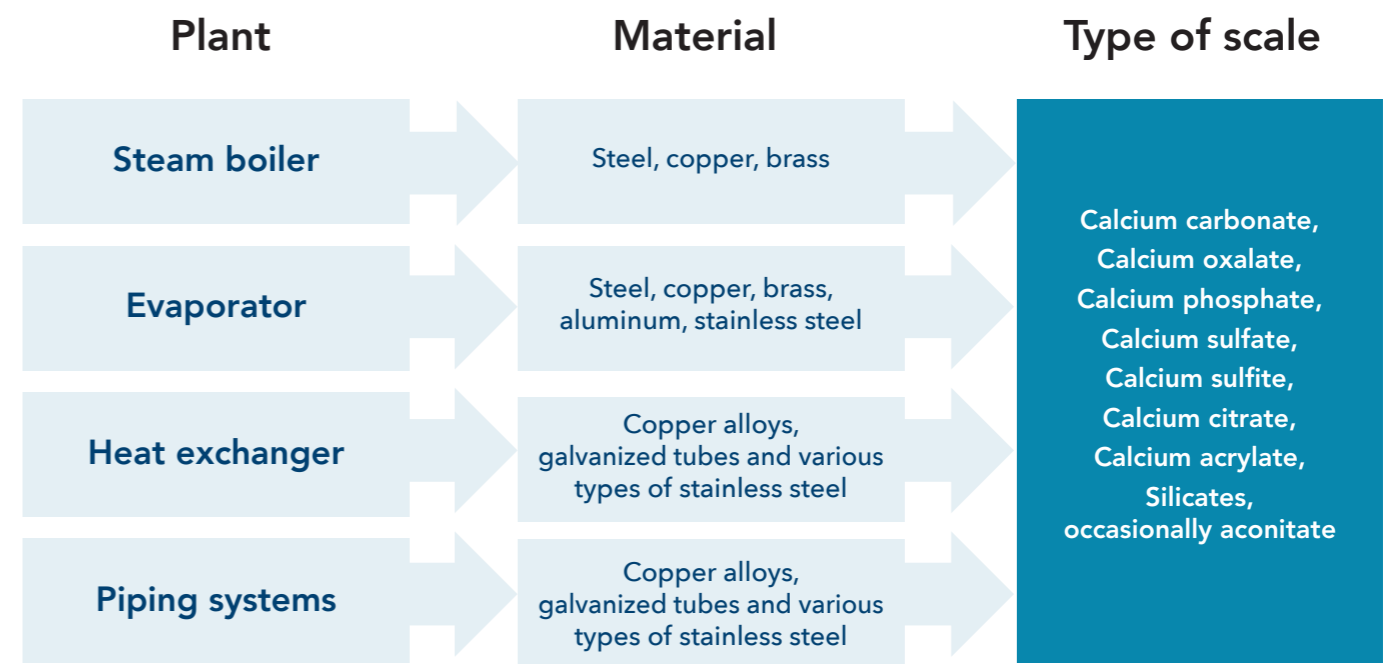 Plant
Material
Type of scale
Steam boiler
Steel, copper, brass
Evaporator
Steel, copper, brass,
aluminum, stainless steel
Heat exchanger
Copper alloys,
galvanized tubes and various
types of stainless steel
Piping systems
Copper alloys,
galvanized tubes and various
types of stainless steel
Calcium carbonate,
Calcium oxalate,
Calcium phosphate,
Calcium sulfate,
Calcium sulfite,
Calcium citrate,
Calcium acrylate,
Silicates,
occasionally aconitate